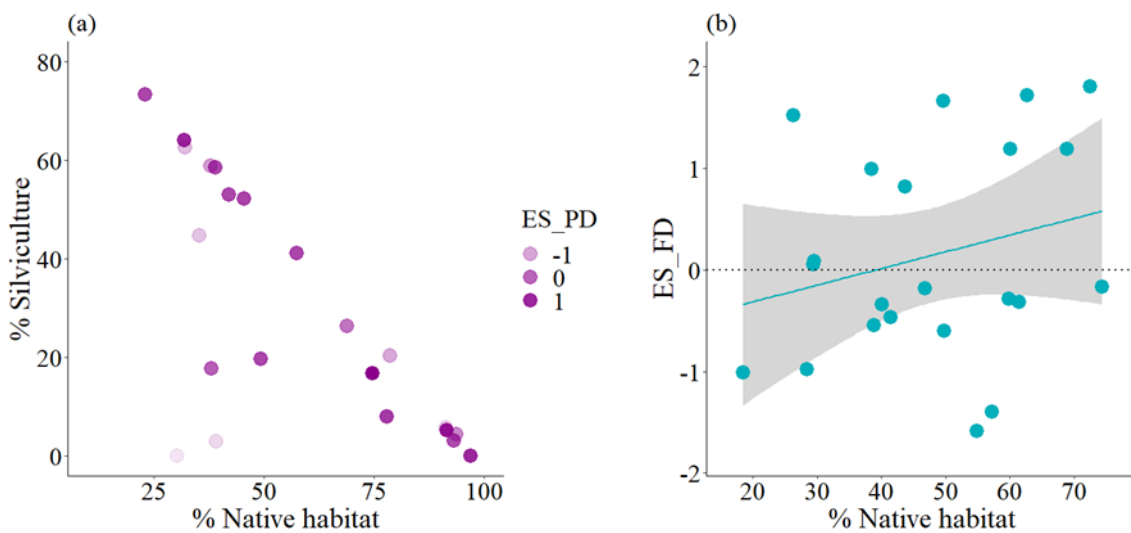 (a)
% Silviculture
80
60
40
20
0
25 50 75 100
% Native habitat
ES_PD
-1
0
1
(b)
ES_FD
2
1
0
-1
-2
20 30 40 50 60 70
% Native habitat